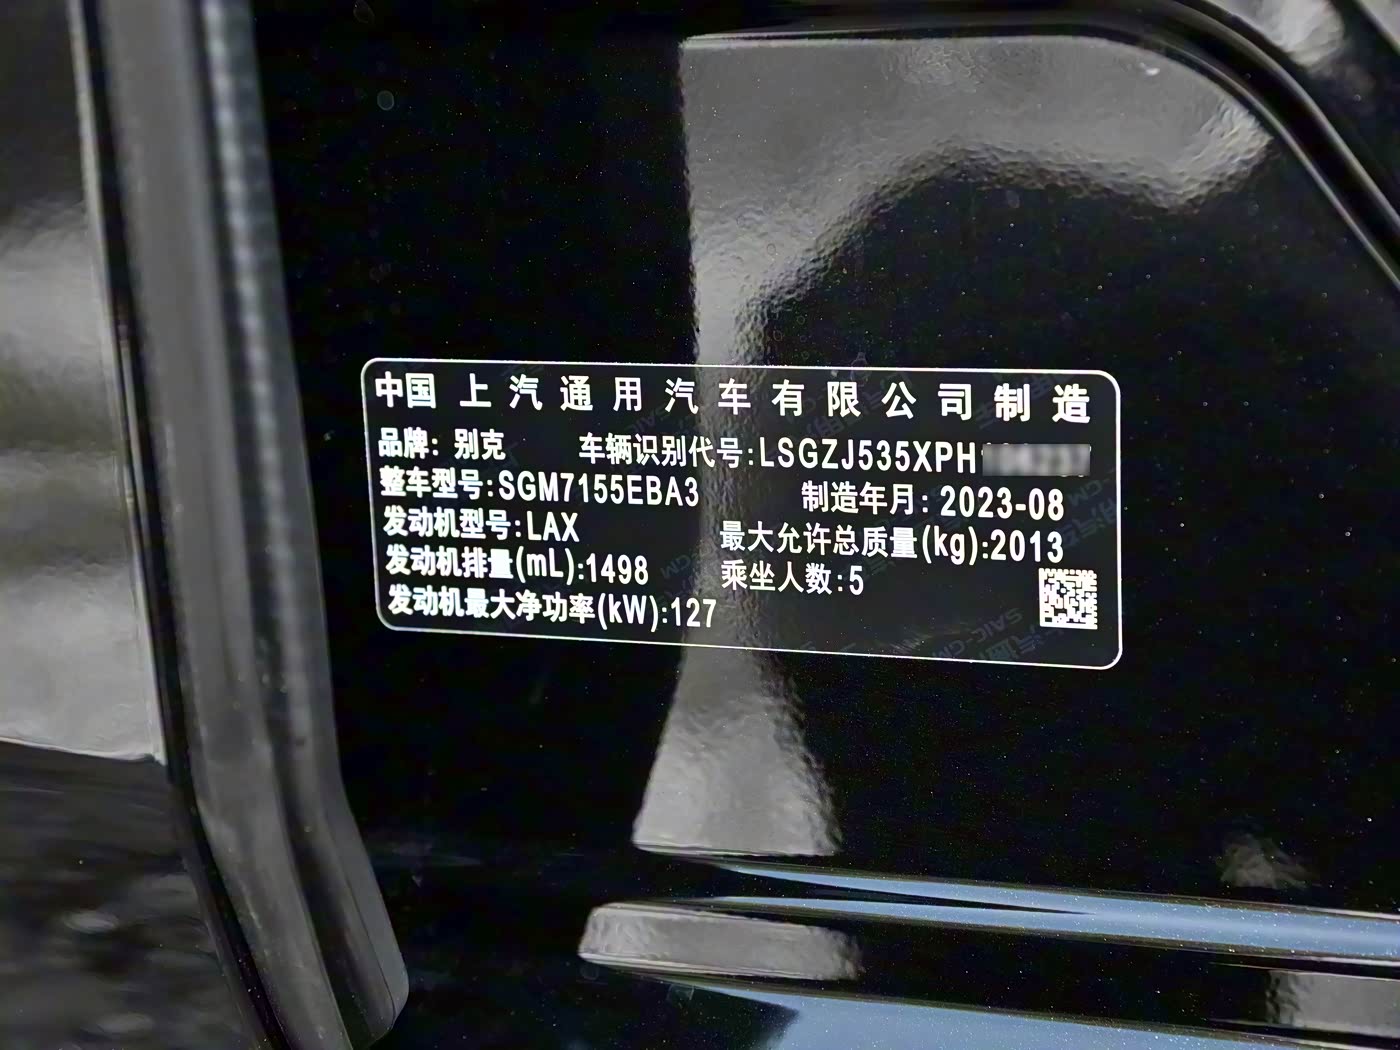 中国 上汽通用汽车有限公司制造
品牌：别克 车辆识别代号:LSGZJ535XPH
整车型号:SGM7155EBA3 制造年月：2023-08
发动机型号:LAX 最大允许总质量(kg):2013
发动机排量(mL):1498 乘坐人数:5
发动机最大净功率(kW):127